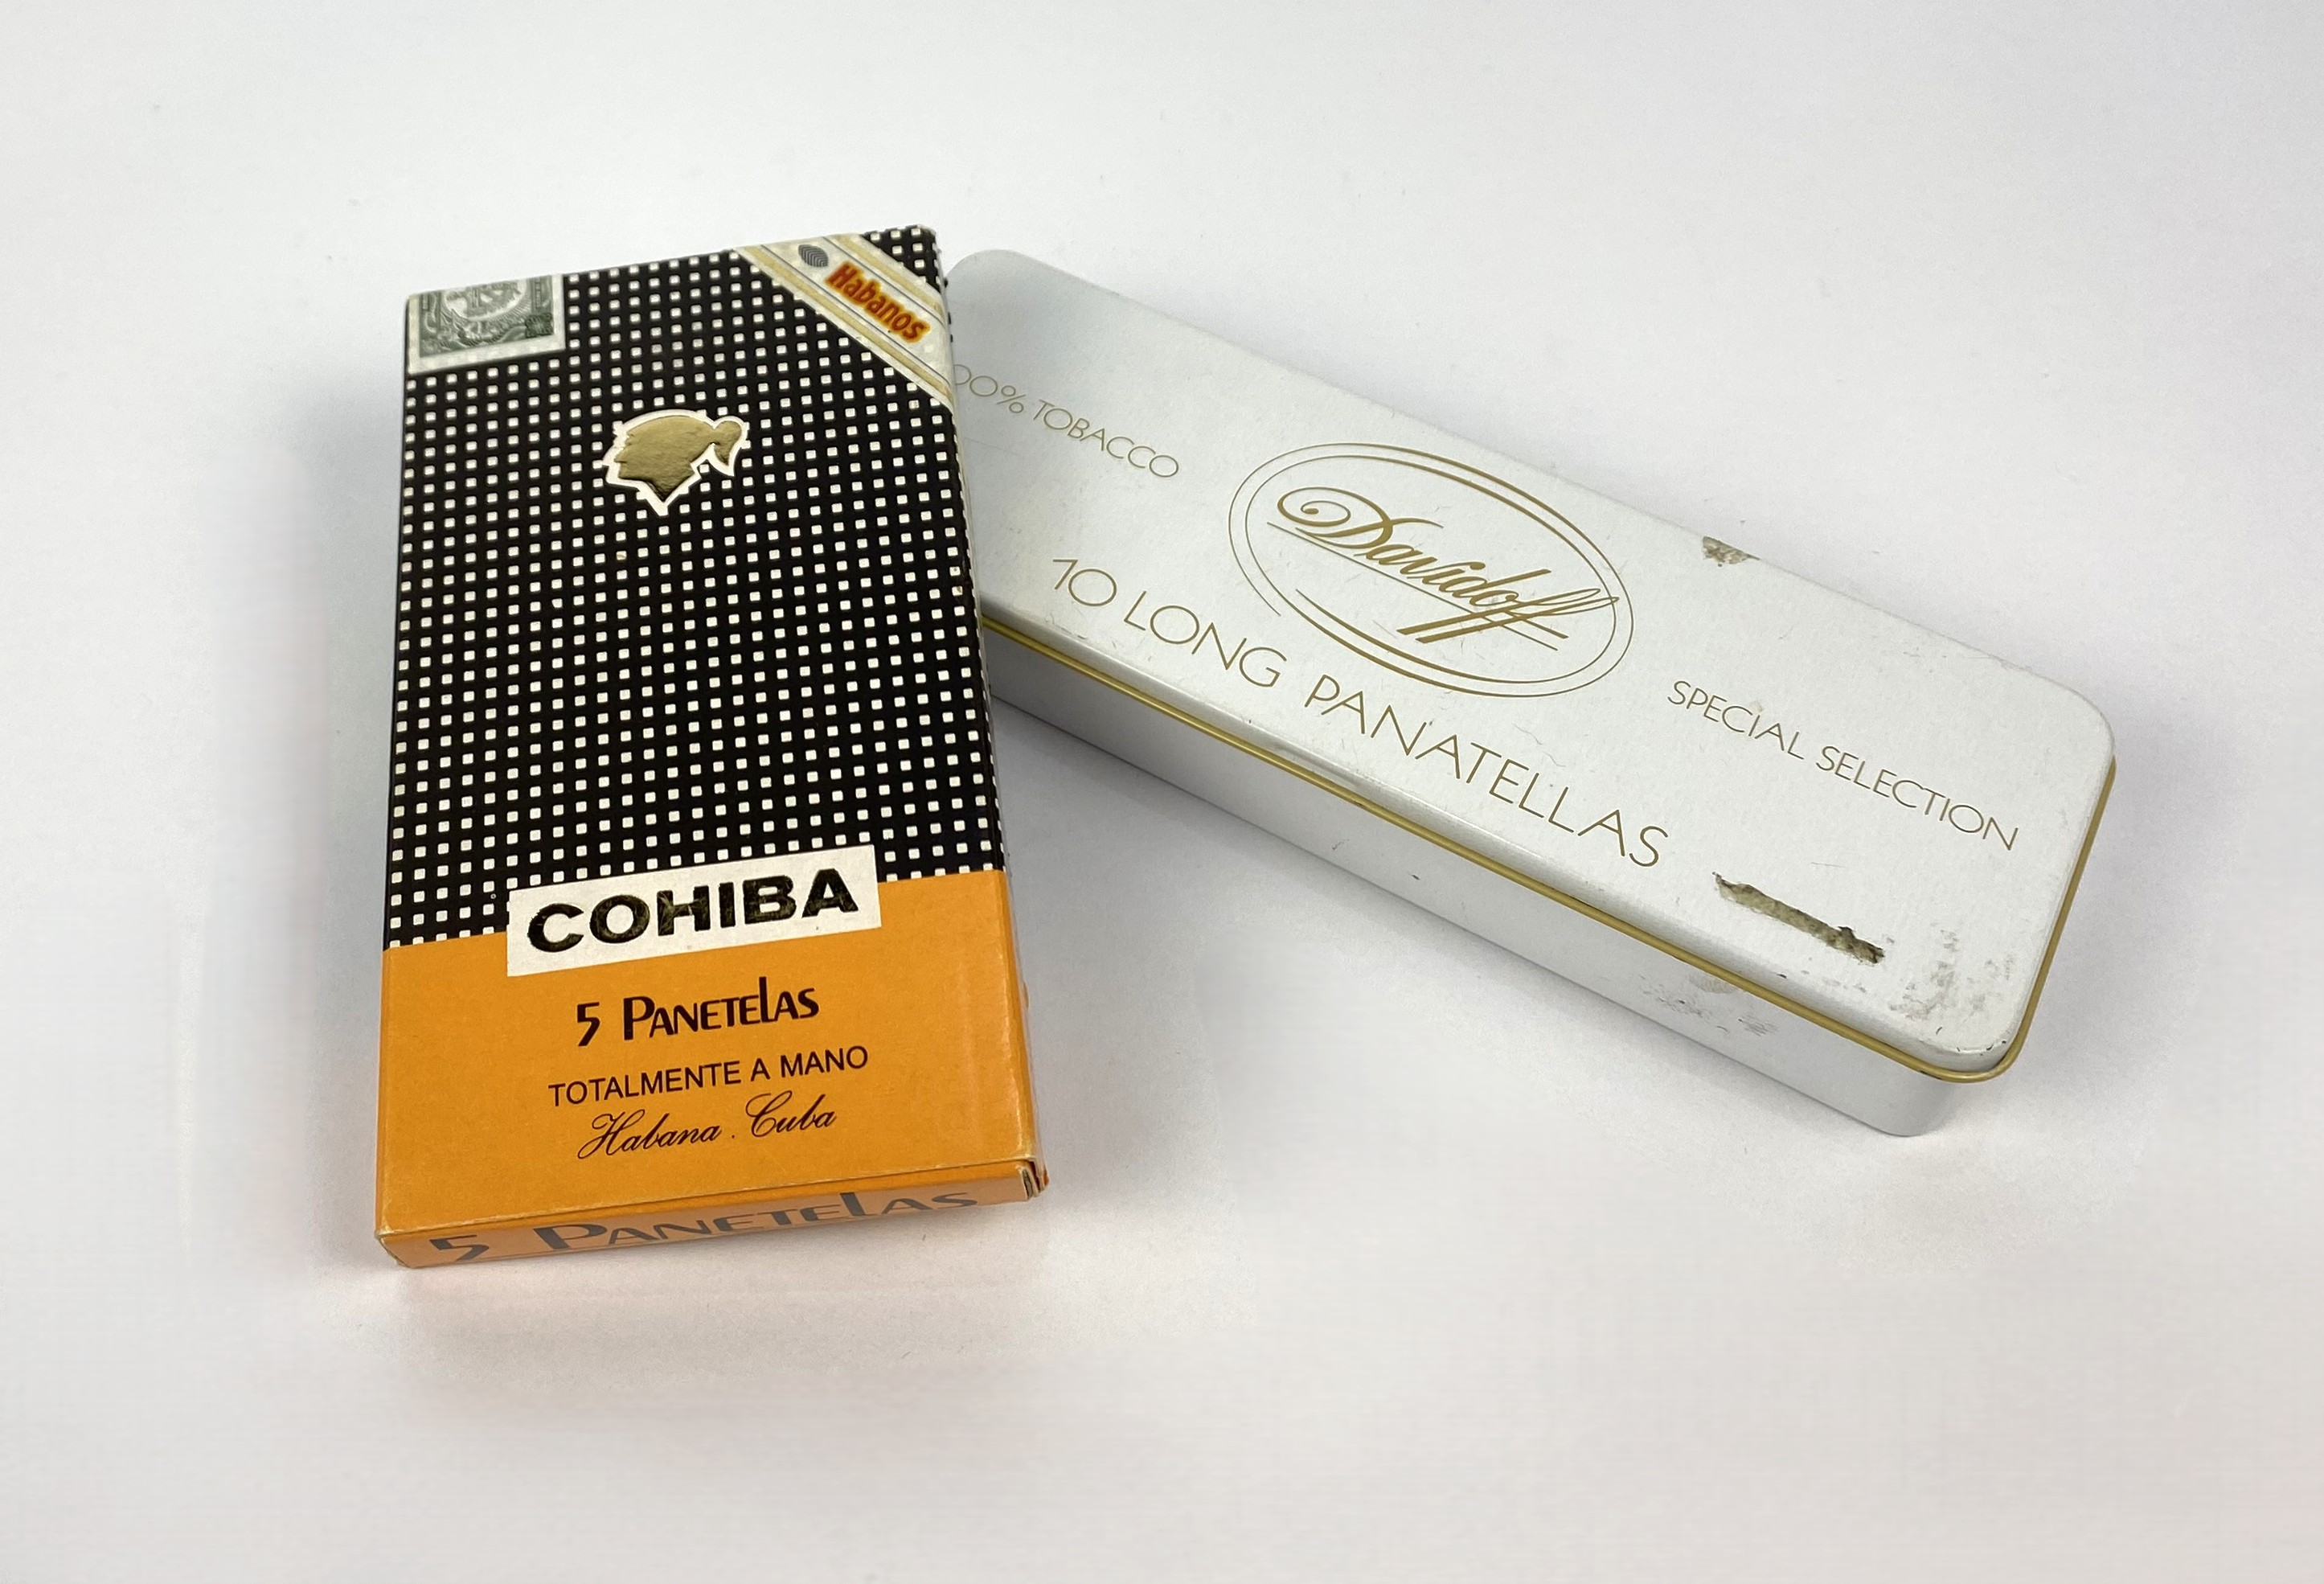 Habanos
COHIBA
5 PANETELAS
TOTALMENTE A MANO
Habana. Cuba
5 PANETELAS
TOBACCO
Davidoff
10 LONG PANATELLAS
SPECIAL SELECTION